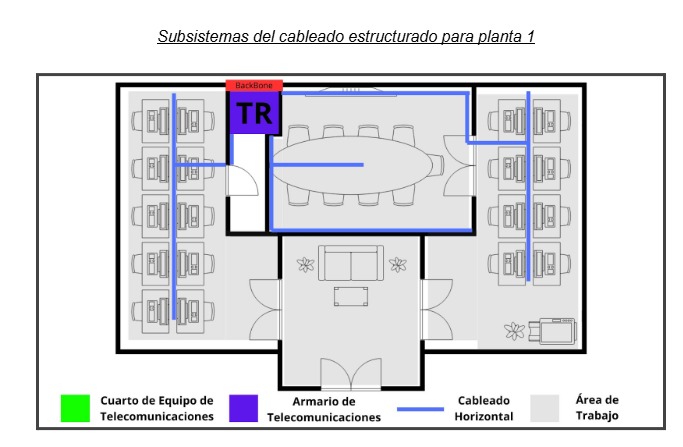 Subsistemas del cableado estructurado para planta 1
BackBone
TR
Cuarto de Equipo de
Telecomunicaciones
Armario de
Telecomunicaciones
Cableado
Horizontal
Área de
Trabajo